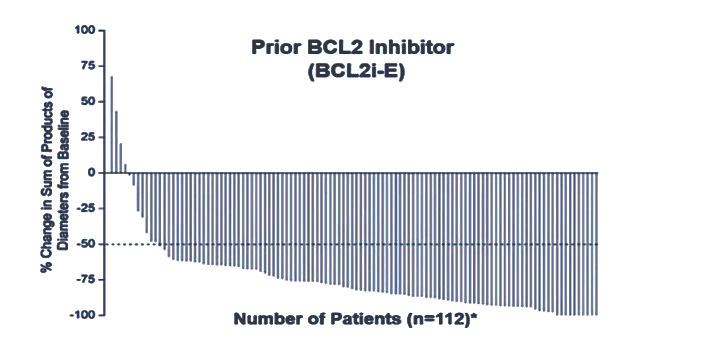 Prior BCL2 Inhibitor
(BCL2i-E)
% Change in Sum of Products of
Diameters from Baseline
100
75
50
25
0
-25
-50
-75
-100
Number of Patients (n=112)*